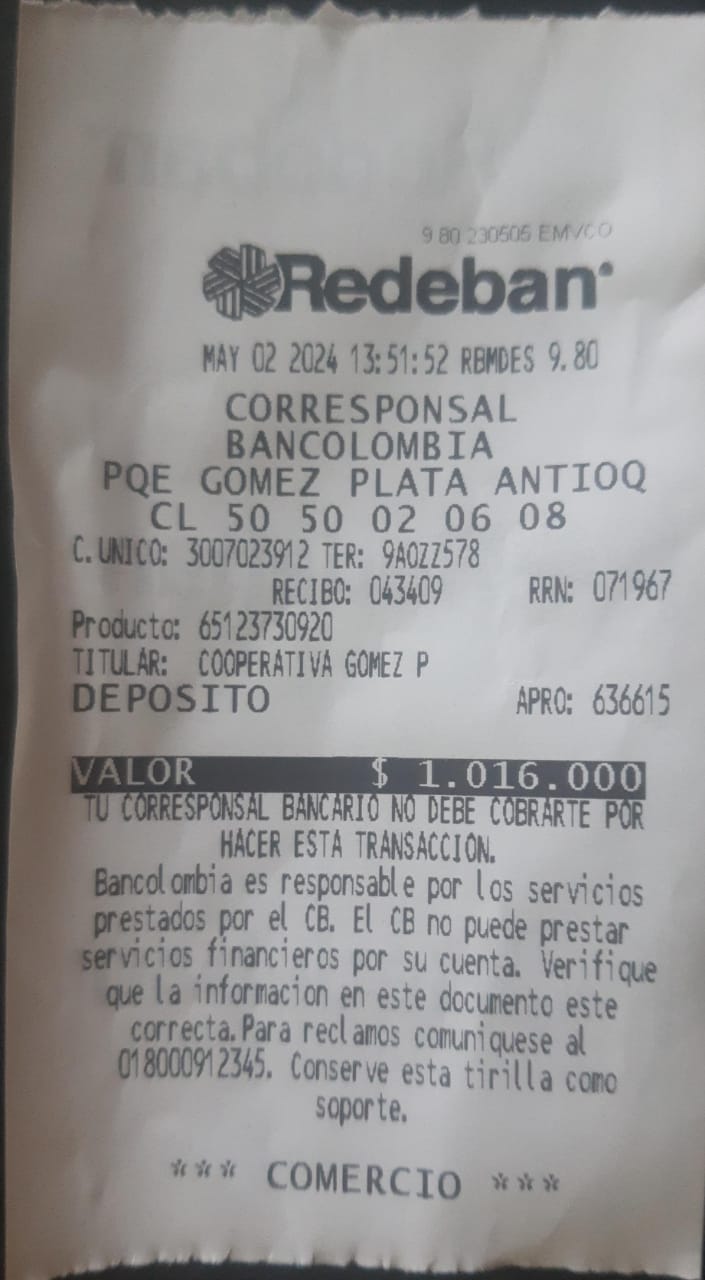 9 80 230505 EMVCO
Redeban
MAY 02 2024 13:51:52 RBMDES 9.80
CORRESPONSAL
BANCOLOMBIA
PQE GOMEZ PLATA ANTIOQ
CL 50 50 02 06 08
C. UNICO: 3007023912 TER: 9AOZZ578
RECIBO: 043409 RRN: 071967
Producto: 65123730920
TITULAR: COOPERATIVA GOMEZ P
DEPOSITO APRO: 636615
VALOR $ 1.016.000
TU CORRESPONSAL BANCARIO NO DEBE COBRARTE POR
HACER ESTA TRANSACCION.
Bancolombia es responsable por los servicios
prestados por el CB. El CB no puede prestar
servicios financieros por su cuenta. Verifique
que la informacion en este documento este
correcta. Para reclamos comuniquese al
018000912345. Conserve esta tirilla como
soporte.
*** COMERCIO ***